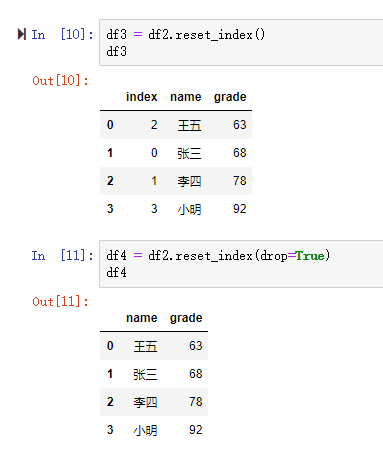 In [10]: df3 = df2.reset_index()
df3
Out[10]:
index name grade
0 2 王五 63
1 0 张三 68
2 1 李四 78
3 3 小明 92
In [11]: df4 = df2.reset_index(drop=True)
df4
Out[11]:
name grade
0 王五 63
1 张三 68
2 李四 78
3 小明 92